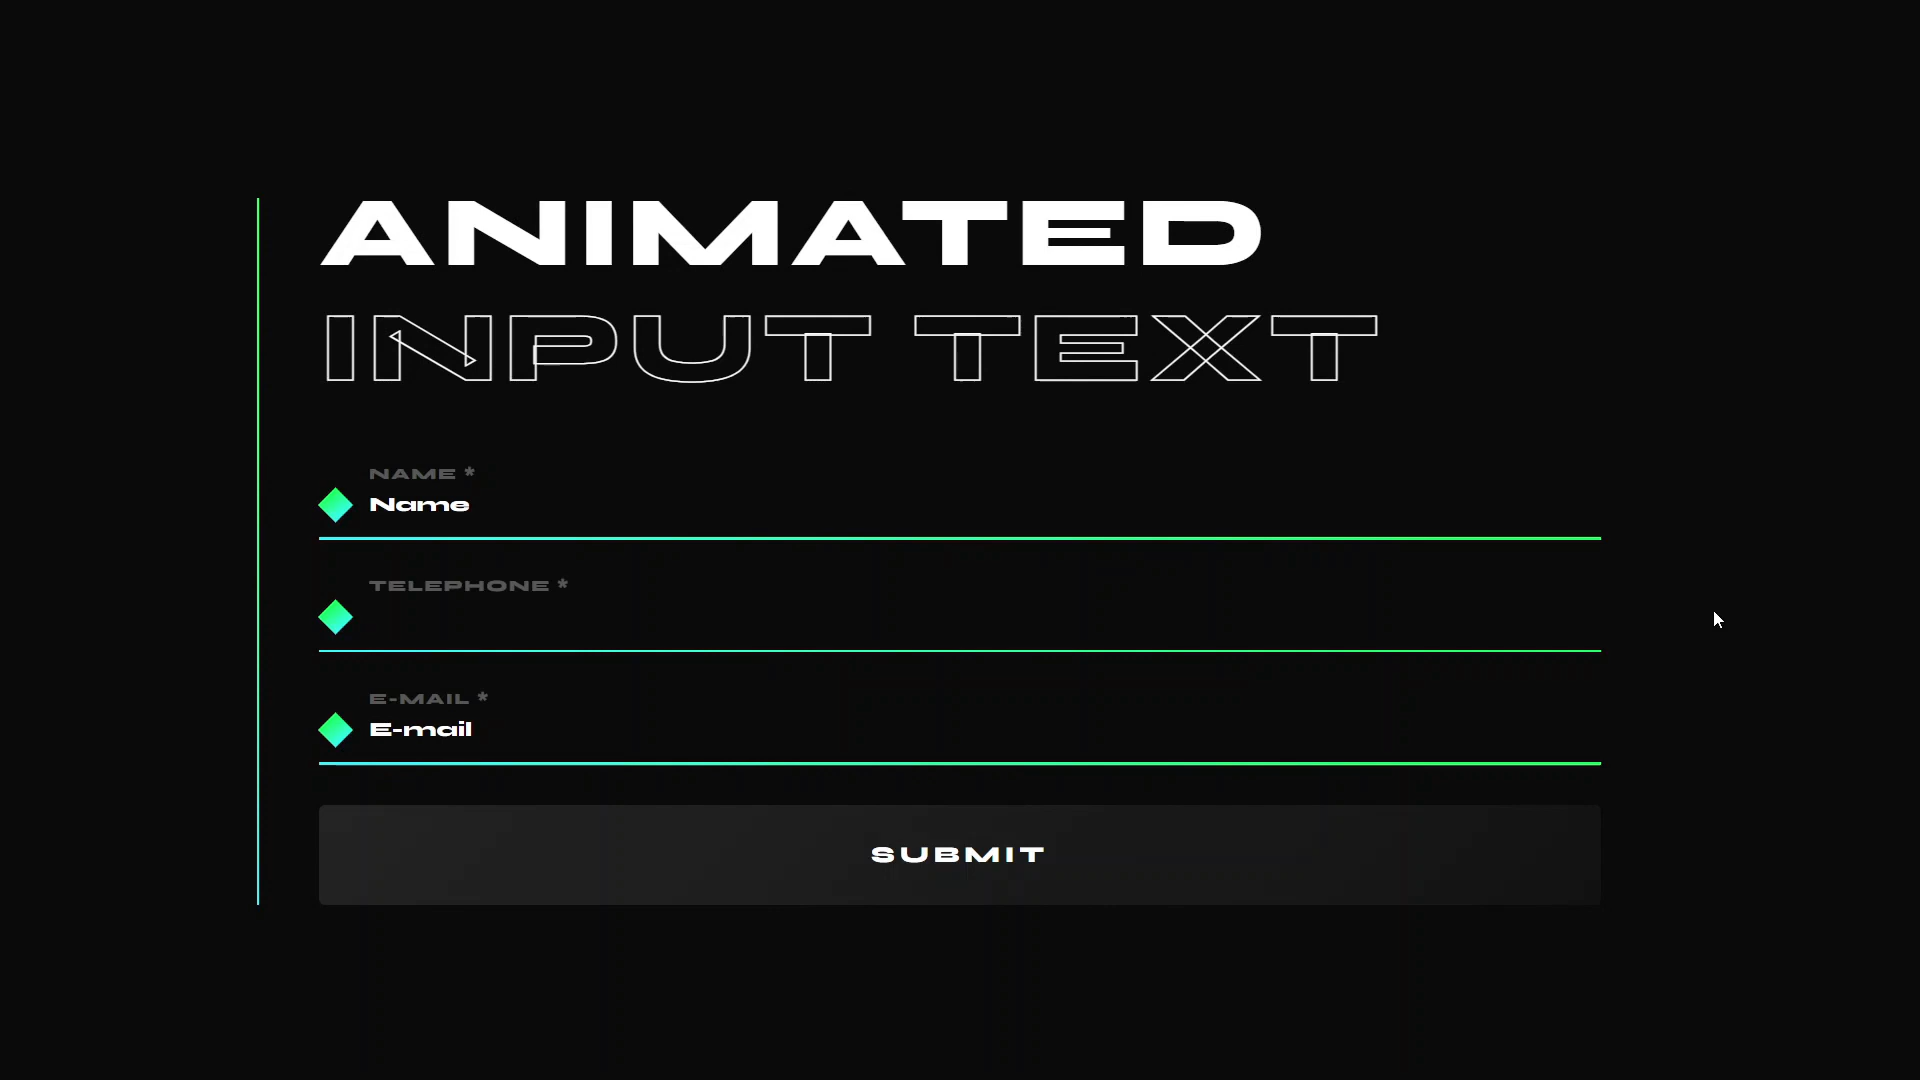 ANIMATED
INPUT TEXT
NAME *
Name
TELEPHONE *
E-MAIL *
E-mail
SUBMIT